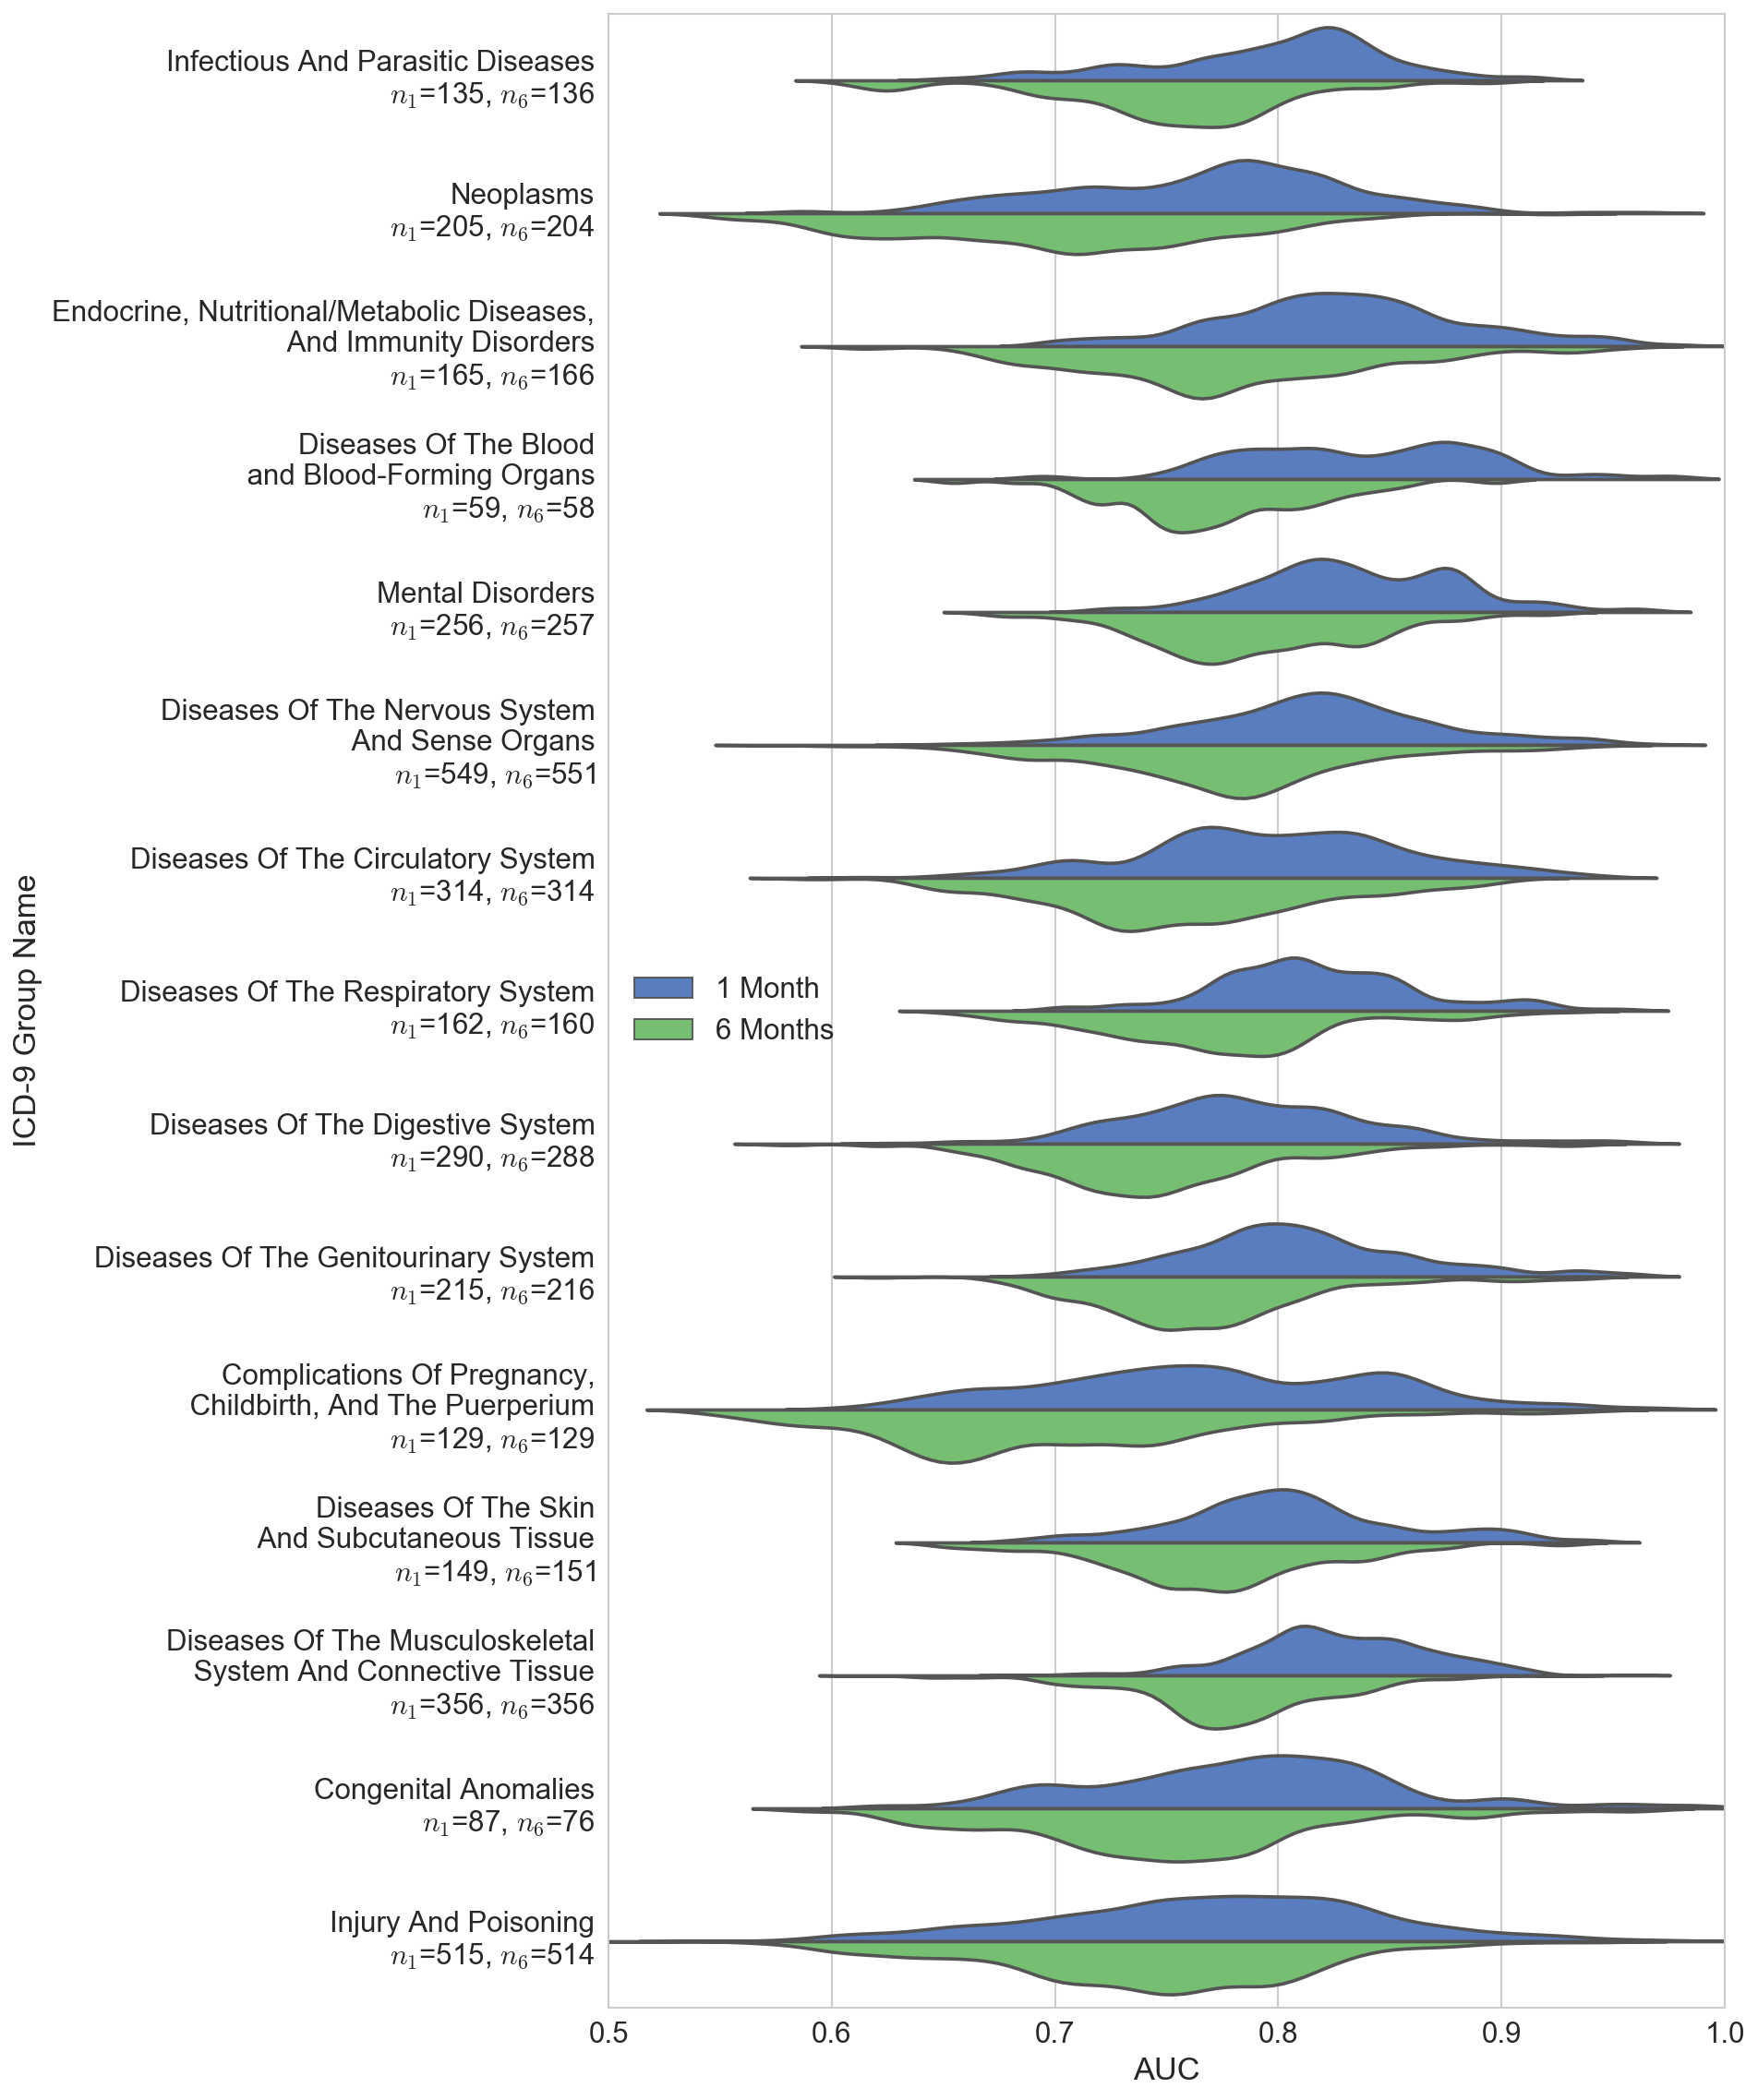 Infectious And Parasitic Diseases
n₁=135, n₆=136
Neoplasms
n₁=205, n₆=204
Endocrine, Nutritional/Metabolic Diseases,
And Immunity Disorders
n₁=165, n₆=166
Diseases Of The Blood
and Blood-Forming Organs
n₁=59, n₆=58
Mental Disorders
n₁=256, n₆=257
Diseases Of The Nervous System
And Sense Organs
n₁=549, n₆=551
Diseases Of The Circulatory System
n₁=314, n₆=314
Diseases Of The Respiratory System
n₁=162, n₆=160
Diseases Of The Digestive System
n₁=290, n₆=288
Diseases Of The Genitourinary System
n₁=215, n₆=216
Complications Of Pregnancy,
Childbirth, And The Puerperium
n₁=129, n₆=129
Diseases Of The Skin
And Subcutaneous Tissue
n₁=149, n₆=151
Diseases Of The Musculoskeletal
System And Connective Tissue
n₁=356, n₆=356
Congenital Anomalies
n₁=87, n₆=76
Injury And Poisoning
n₁=515, n₆=514
ICD-9 Group Name
1 Month
6 Months
0.5 0.6 0.7 0.8 0.9 1.0
AUC